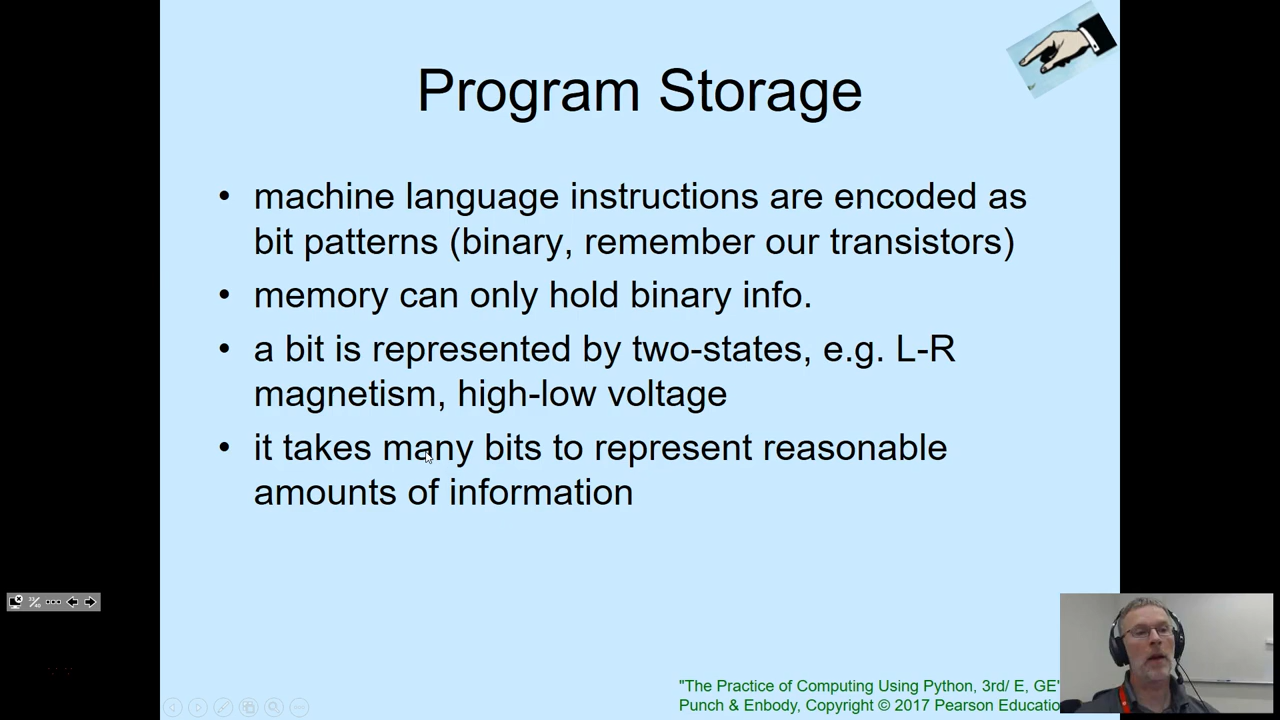 Program Storage
• machine language instructions are encoded as
bit patterns (binary, remember our transistors)
• memory can only hold binary info.
• a bit is represented by two-states, e.g. L-R
magnetism, high-low voltage
• it takes many bits to represent reasonable
amounts of information
"The Practice of Computing Using Python, 3rd/ E, GE"
Punch & Enbody, Copyright © 2017 Pearson Educatio